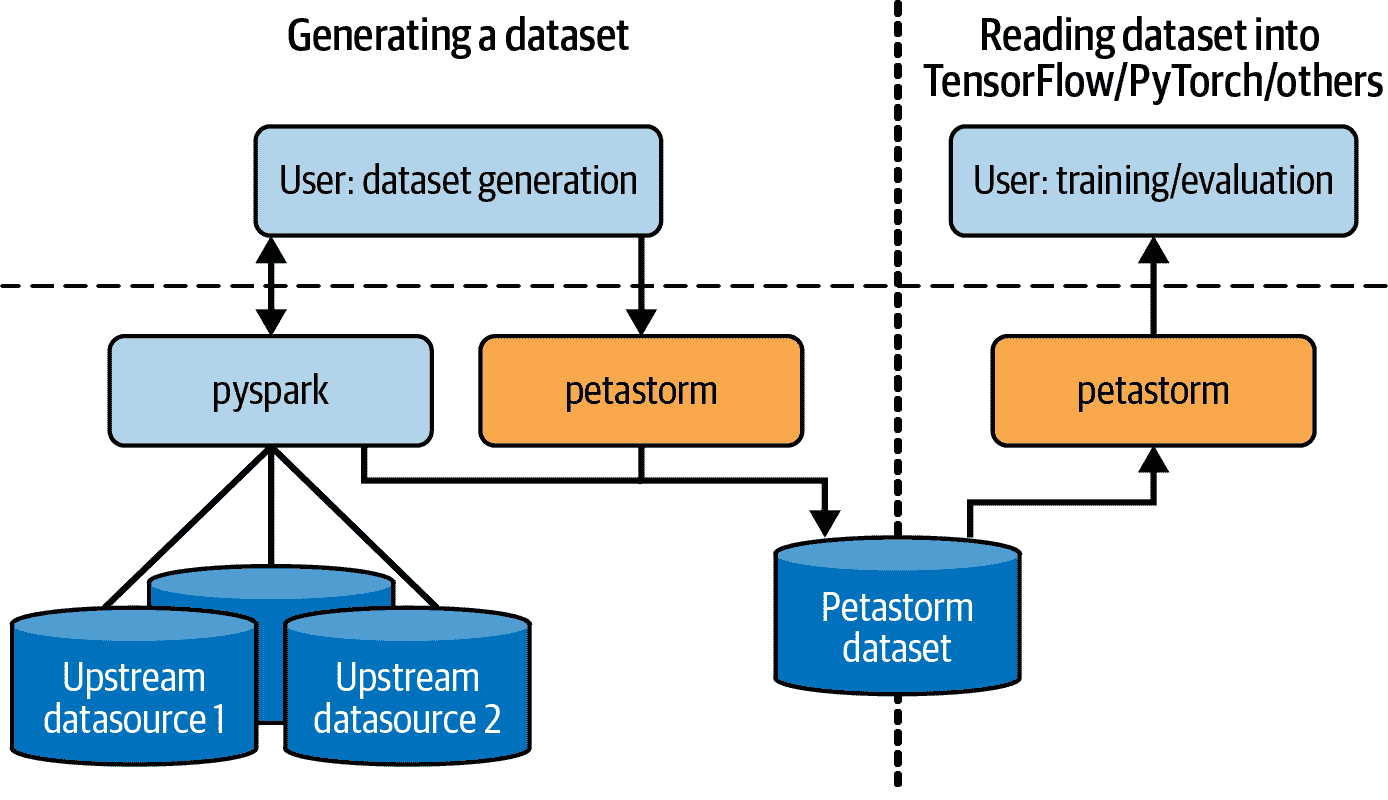 Generating a dataset
Reading dataset into
TensorFlow/PyTorch/others
User: dataset generation
User: training/evaluation
pyspark
petastorm
petastorm
Upstream
datasource 1
Upstream
datasource 2
Petastorm
dataset